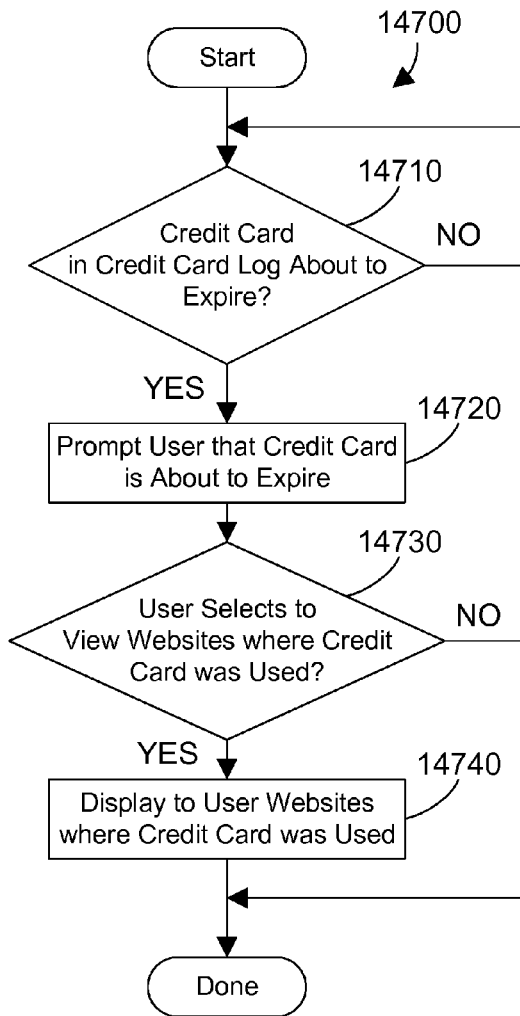 14700
Start
14710
Credit Card
in Credit Card Log About to
Expire?
NO
YES
14720
Prompt User that Credit Card
is About to Expire
14730
User Selects to
View Websites where Credit
Card was Used?
NO
YES
14740
Display to User Websites
where Credit Card was Used
Done